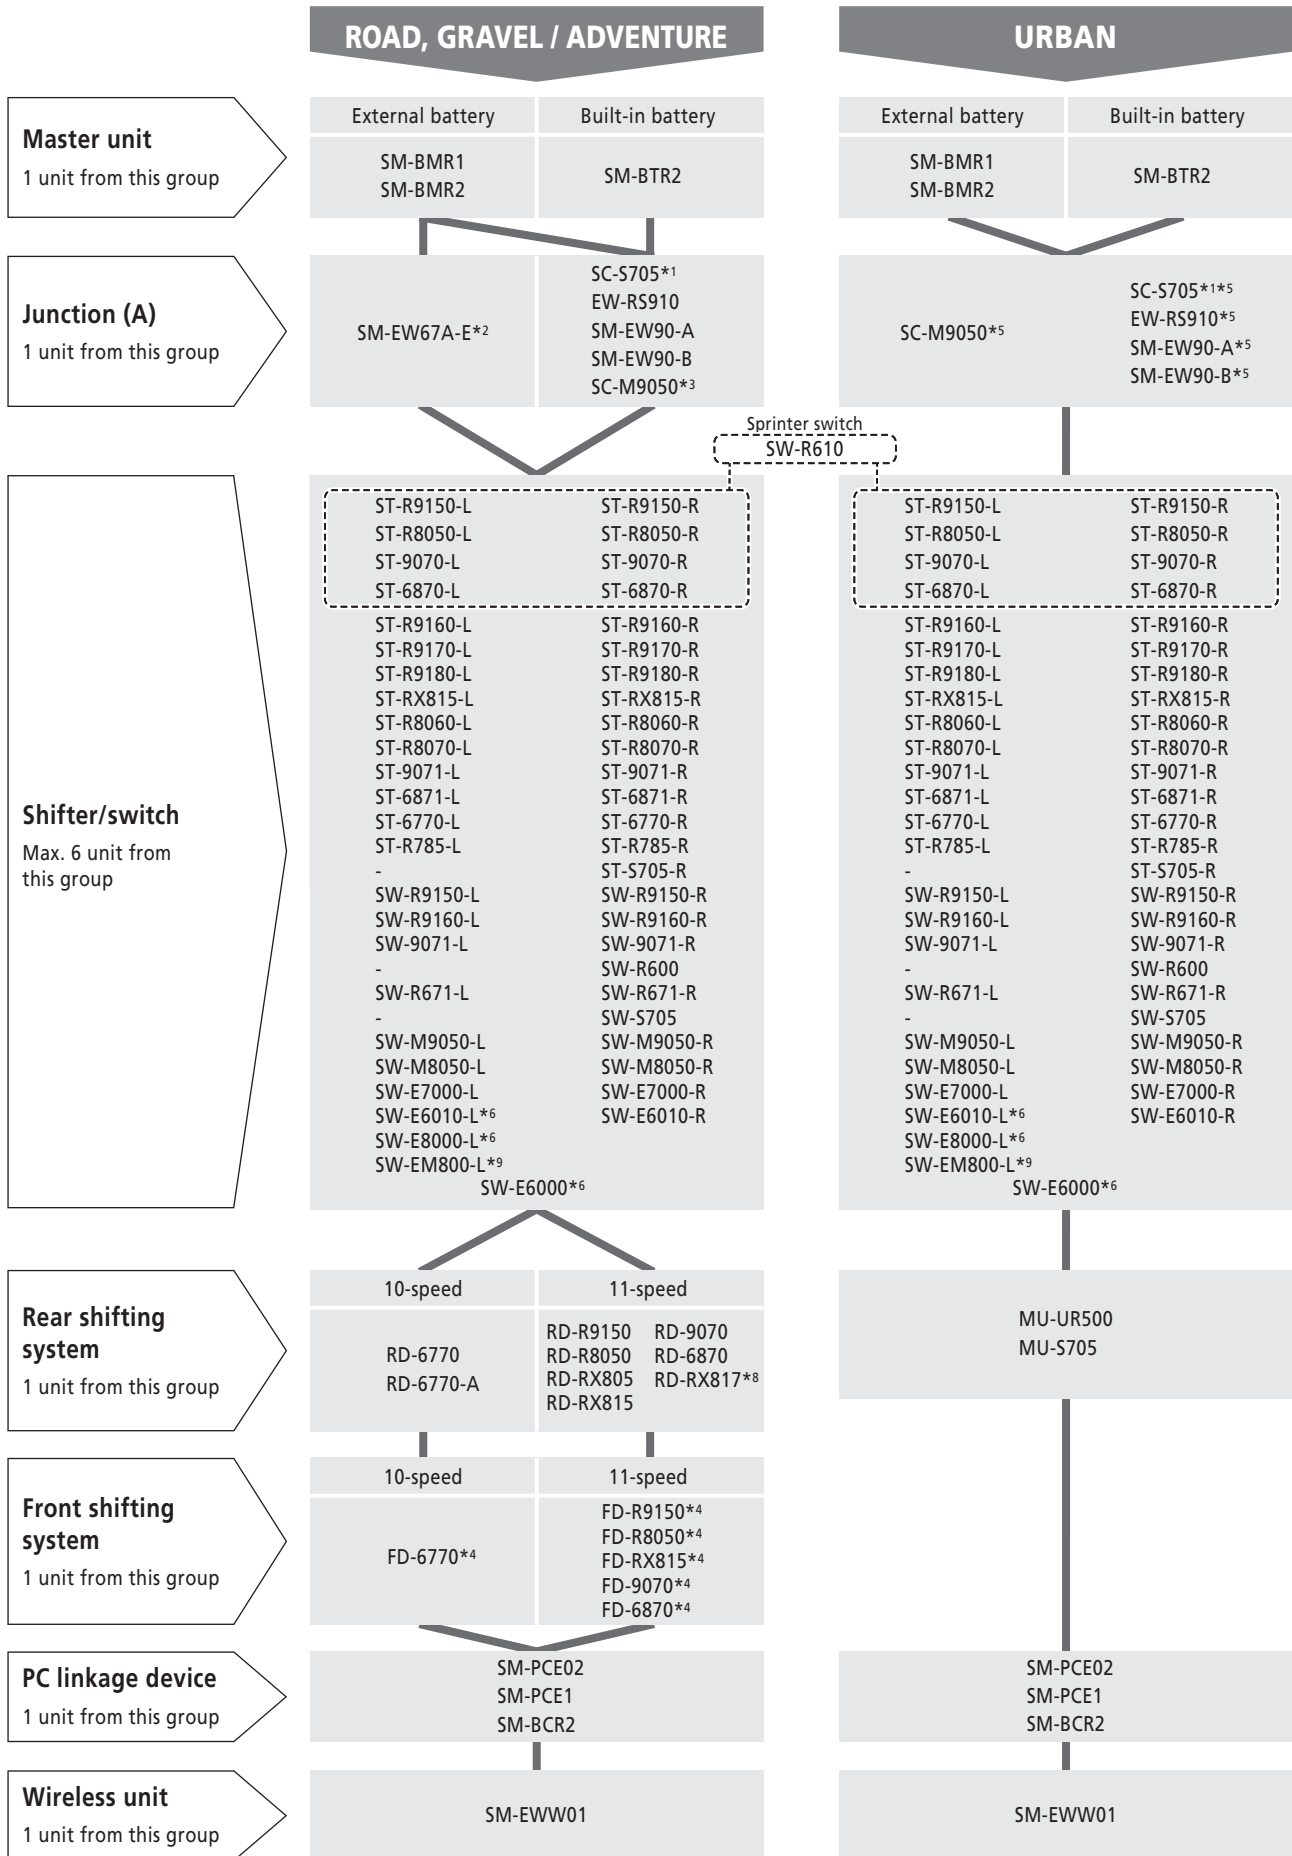 ROAD, GRAVEL / ADVENTURE
URBAN
Master unit
1 unit from this group
External battery
Built-in battery
SM-BMR1
SM-BMR2
SM-BTR2
External battery
Built-in battery
SM-BMR1
SM-BMR2
SM-BTR2
Junction (A)
1 unit from this group
SM-EW67A-E*2
SC-S705*1
EW-RS910
SM-EW90-A
SM-EW90-B
SC-M9050*3
SC-M9050*5
SC-S705*1*5
EW-RS910*5
SM-EW90-A*5
SM-EW90-B*5
Sprinter switch
SW-R610
Shifter/switch
Max. 6 unit from
this group
ST-R9150-L ST-R9150-R
ST-R8050-L ST-R8050-R
ST-9070-L ST-9070-R
ST-6870-L ST-6870-R
ST-R9160-L ST-R9160-R
ST-R9170-L ST-R9170-R
ST-R9180-L ST-R9180-R
ST-RX815-L ST-RX815-R
ST-R8060-L ST-R8060-R
ST-R8070-L ST-R8070-R
ST-9071-L ST-9071-R
ST-6871-L ST-6871-R
ST-6770-L ST-6770-R
ST-R785-L ST-R785-R
- ST-S705-R
SW-R9150-L SW-R9150-R
SW-R9160-L SW-R9160-R
SW-9071-L SW-9071-R
- SW-R600
SW-R671-L SW-R671-R
- SW-S705
SW-M9050-L SW-M9050-R
SW-M8050-L SW-M8050-R
SW-E7000-L SW-E7000-R
SW-E6010-L*6 SW-E6010-R
SW-E8000-L*6
SW-EM800-L*9
SW-E6000*6
ST-R9150-L ST-R9150-R
ST-R8050-L ST-R8050-R
ST-9070-L ST-9070-R
ST-6870-L ST-6870-R
ST-R9160-L ST-R9160-R
ST-R9170-L ST-R9170-R
ST-R9180-L ST-R9180-R
ST-RX815-L ST-RX815-R
ST-R8060-L ST-R8060-R
ST-R8070-L ST-R8070-R
ST-9071-L ST-9071-R
ST-6871-L ST-6871-R
ST-6770-L ST-6770-R
ST-R785-L ST-R785-R
- ST-S705-R
SW-R9150-L SW-R9150-R
SW-R9160-L SW-R9160-R
SW-9071-L SW-9071-R
- SW-R600
SW-R671-L SW-R671-R
- SW-S705
SW-M9050-L SW-M9050-R
SW-M8050-L SW-M8050-R
SW-E7000-L SW-E7000-R
SW-E6010-L*6 SW-E6010-R
SW-E8000-L*6
SW-EM800-L*9
SW-E6000*6
Rear shifting
system
1 unit from this group
10-speed
11-speed
RD-6770
RD-6770-A
RD-R9150 RD-9070
RD-R8050 RD-6870
RD-RX805 RD-RX817*8
RD-RX815
MU-UR500
MU-S705
Front shifting
system
1 unit from this group
10-speed
11-speed
FD-6770*4
FD-R9150*4
FD-R8050*4
FD-RX815*4
FD-9070*4
FD-6870*4
PC linkage device
1 unit from this group
SM-PCE02
SM-PCE1
SM-BCR2
SM-PCE02
SM-PCE1
SM-BCR2
Wireless unit
1 unit from this group
SM-EWW01
SM-EWW01